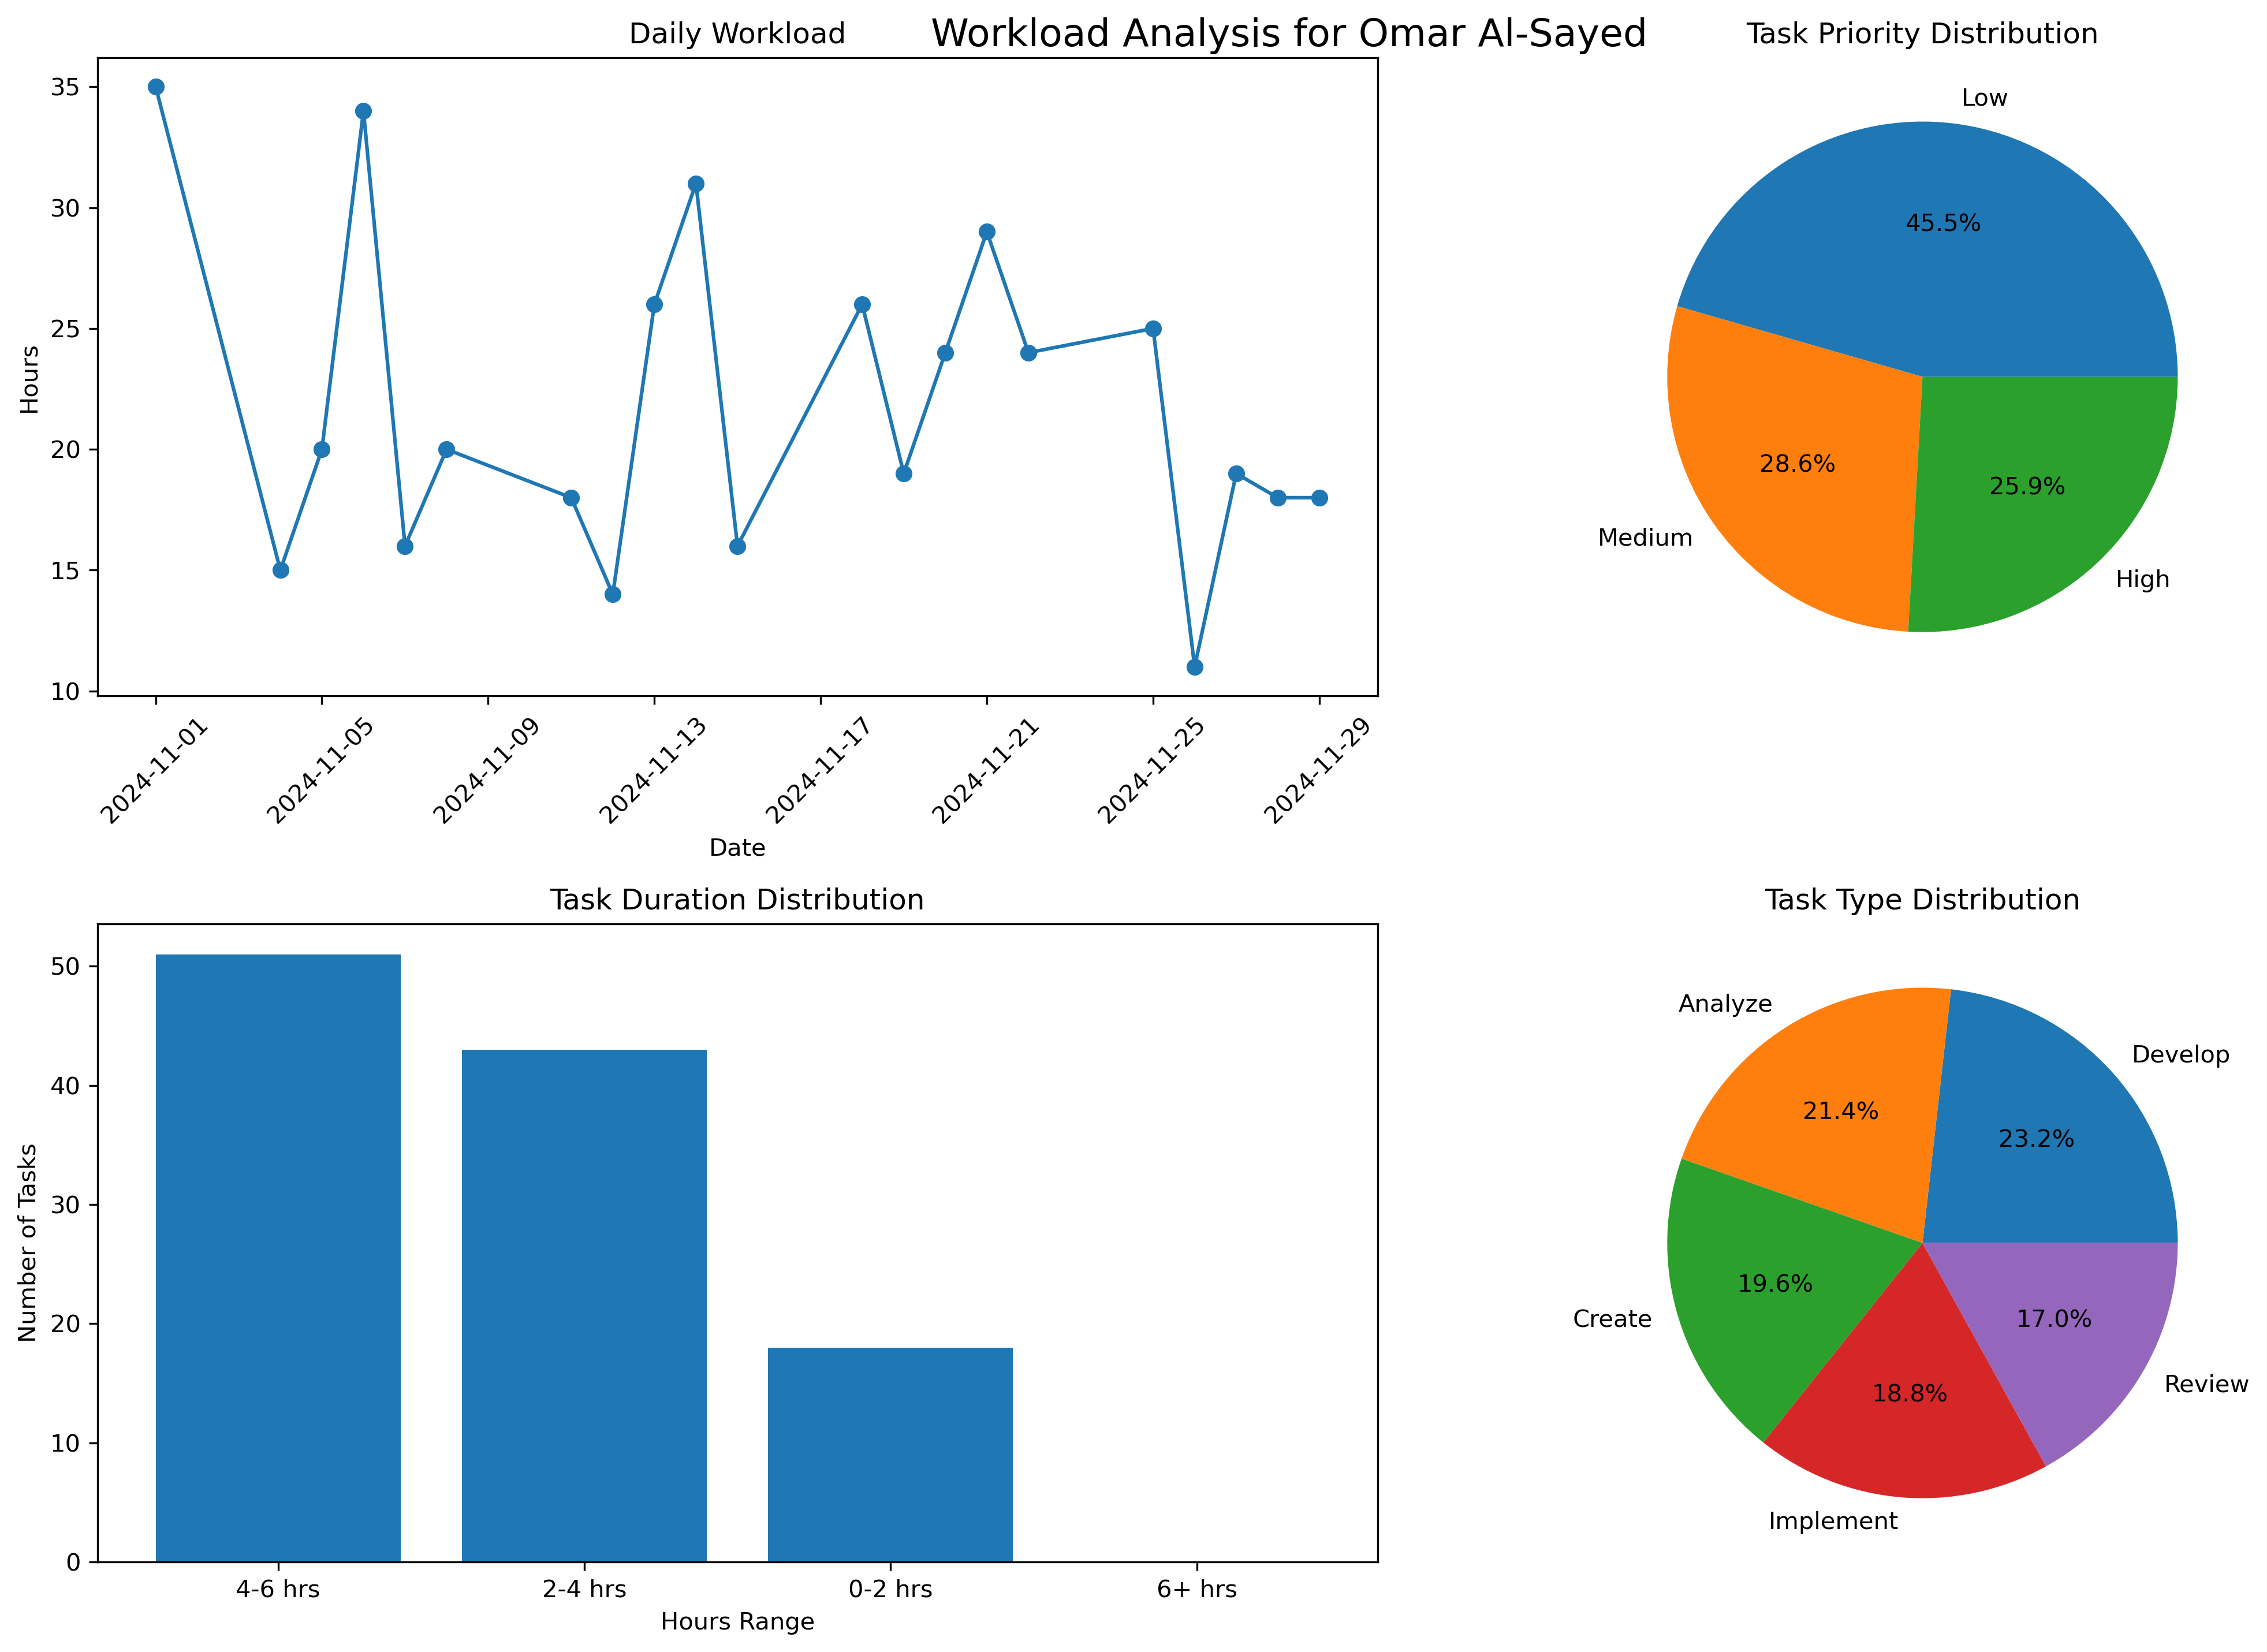 Workload Analysis for Omar Al-Sayed
Daily Workload
35
30
25
20
15
10
Hours
2024-11-01
2024-11-05
2024-11-09
2024-11-13
2024-11-17
2024-11-21
2024-11-25
2024-11-29
Date
Task Priority Distribution
Low
45.5%
28.6%
Medium
25.9%
High
Task Duration Distribution
50
40
30
20
10
0
Number of Tasks
4-6 hrs
2-4 hrs
0-2 hrs
6+ hrs
Hours Range
Task Type Distribution
Analyze
Develop
21.4%
23.2%
19.6%
Create
17.0%
Review
18.8%
Implement